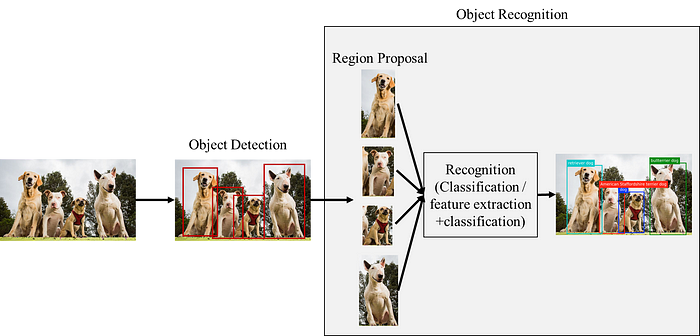 Object Recognition
Region Proposal
Object Detection
Recognition
(Classification /
feature extraction
+classification)
retriever dog
bullterrier dog
American Staffordshire terrier dog
dog